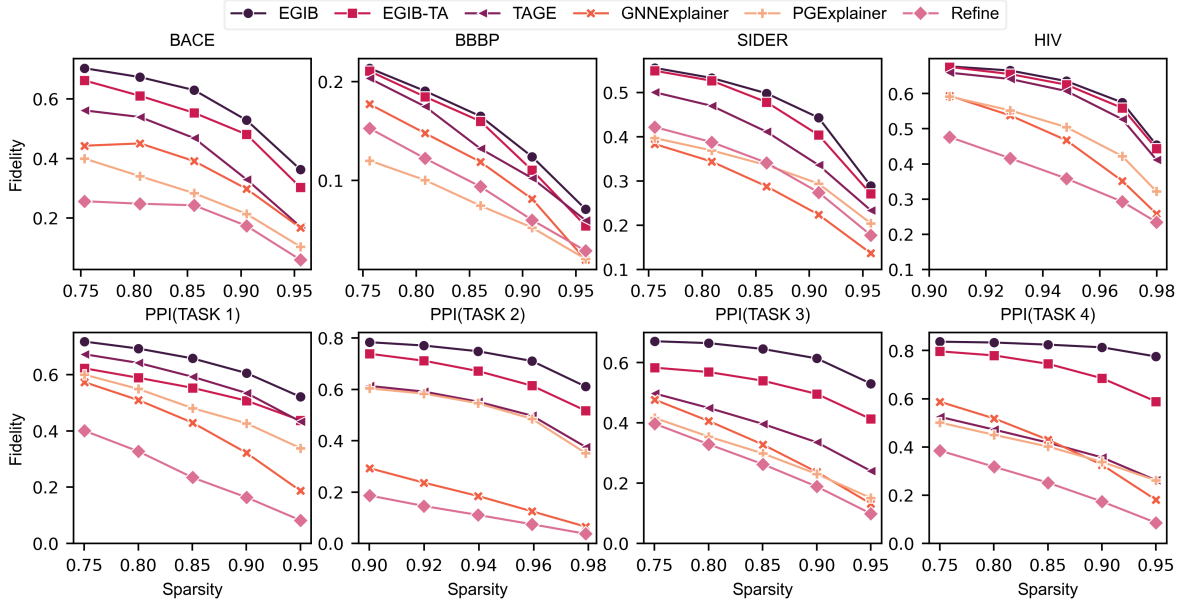 EGIB EGIB-TA TAGE GNNExplainer PGExplainer Refine
BACE BBBP SIDER HIV
Fidelity
0.6
0.4
0.2
0.75 0.80 0.85 0.90 0.95
0.2
0.1
0.75 0.80 0.85 0.90 0.95
0.5
0.4
0.3
0.2
0.1
0.75 0.80 0.85 0.90 0.95
0.6
0.5
0.4
0.3
0.2
0.1
0.90 0.92 0.94 0.96 0.98
PPI(TASK 1) PPI(TASK 2) PPI(TASK 3) PPI(TASK 4)
Fidelity
0.6
0.4
0.2
0.0
0.75 0.80 0.85 0.90 0.95
Sparsity
0.8
0.6
0.4
0.2
0.0
0.90 0.92 0.94 0.96 0.98
Sparsity
0.6
0.4
0.2
0.0
0.75 0.80 0.85 0.90 0.95
Sparsity
0.8
0.6
0.4
0.2
0.0
0.75 0.80 0.85 0.90 0.95
Sparsity